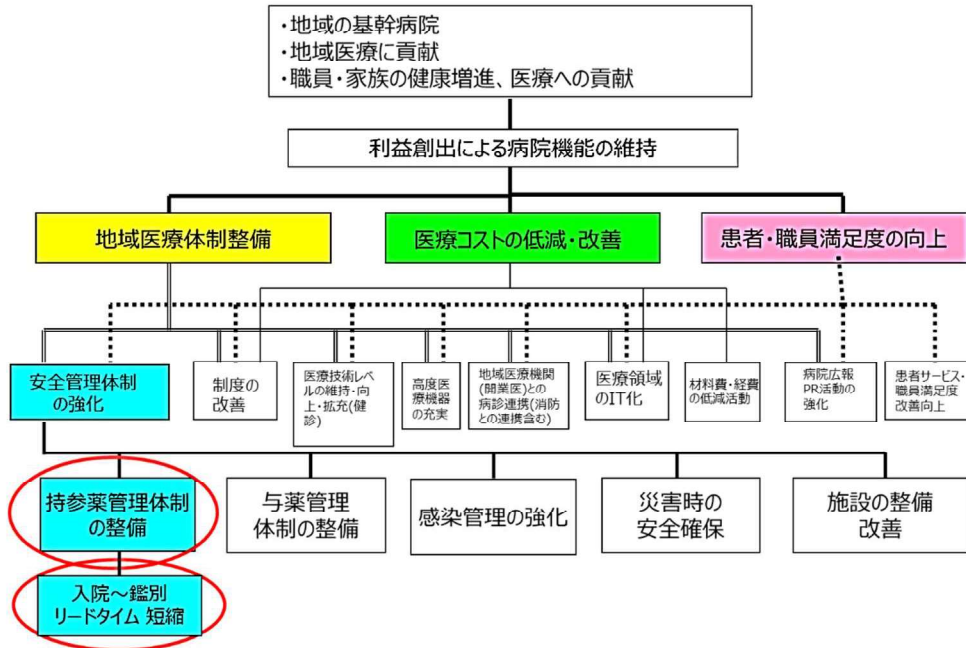 ・地域の基幹病院
・地域医療に貢献
・職員・家族の健康増進、医療への貢献
利益創出による病院機能の維持
地域医療体制整備
医療コストの低減・改善
患者・職員満足度の向上
安全管理体制
の強化
制度の
改善
医療技術レベ
ルの維持・向
上・拡充(健
診)
高度医
療機器
の充実
地域医療機関
(開業医)との
病診連携(消防
との連携含む)
医療領域
のIT化
材料費・経費
の低減活動
病院広報
PR活動の
強化
患者サービス・
職員満足度
改善向上
持参薬管理体制
の整備
与薬管理
体制の整備
感染管理の強化
災害時の
安全確保
施設の整備
改善
入院～鑑別
リードタイム 短縮